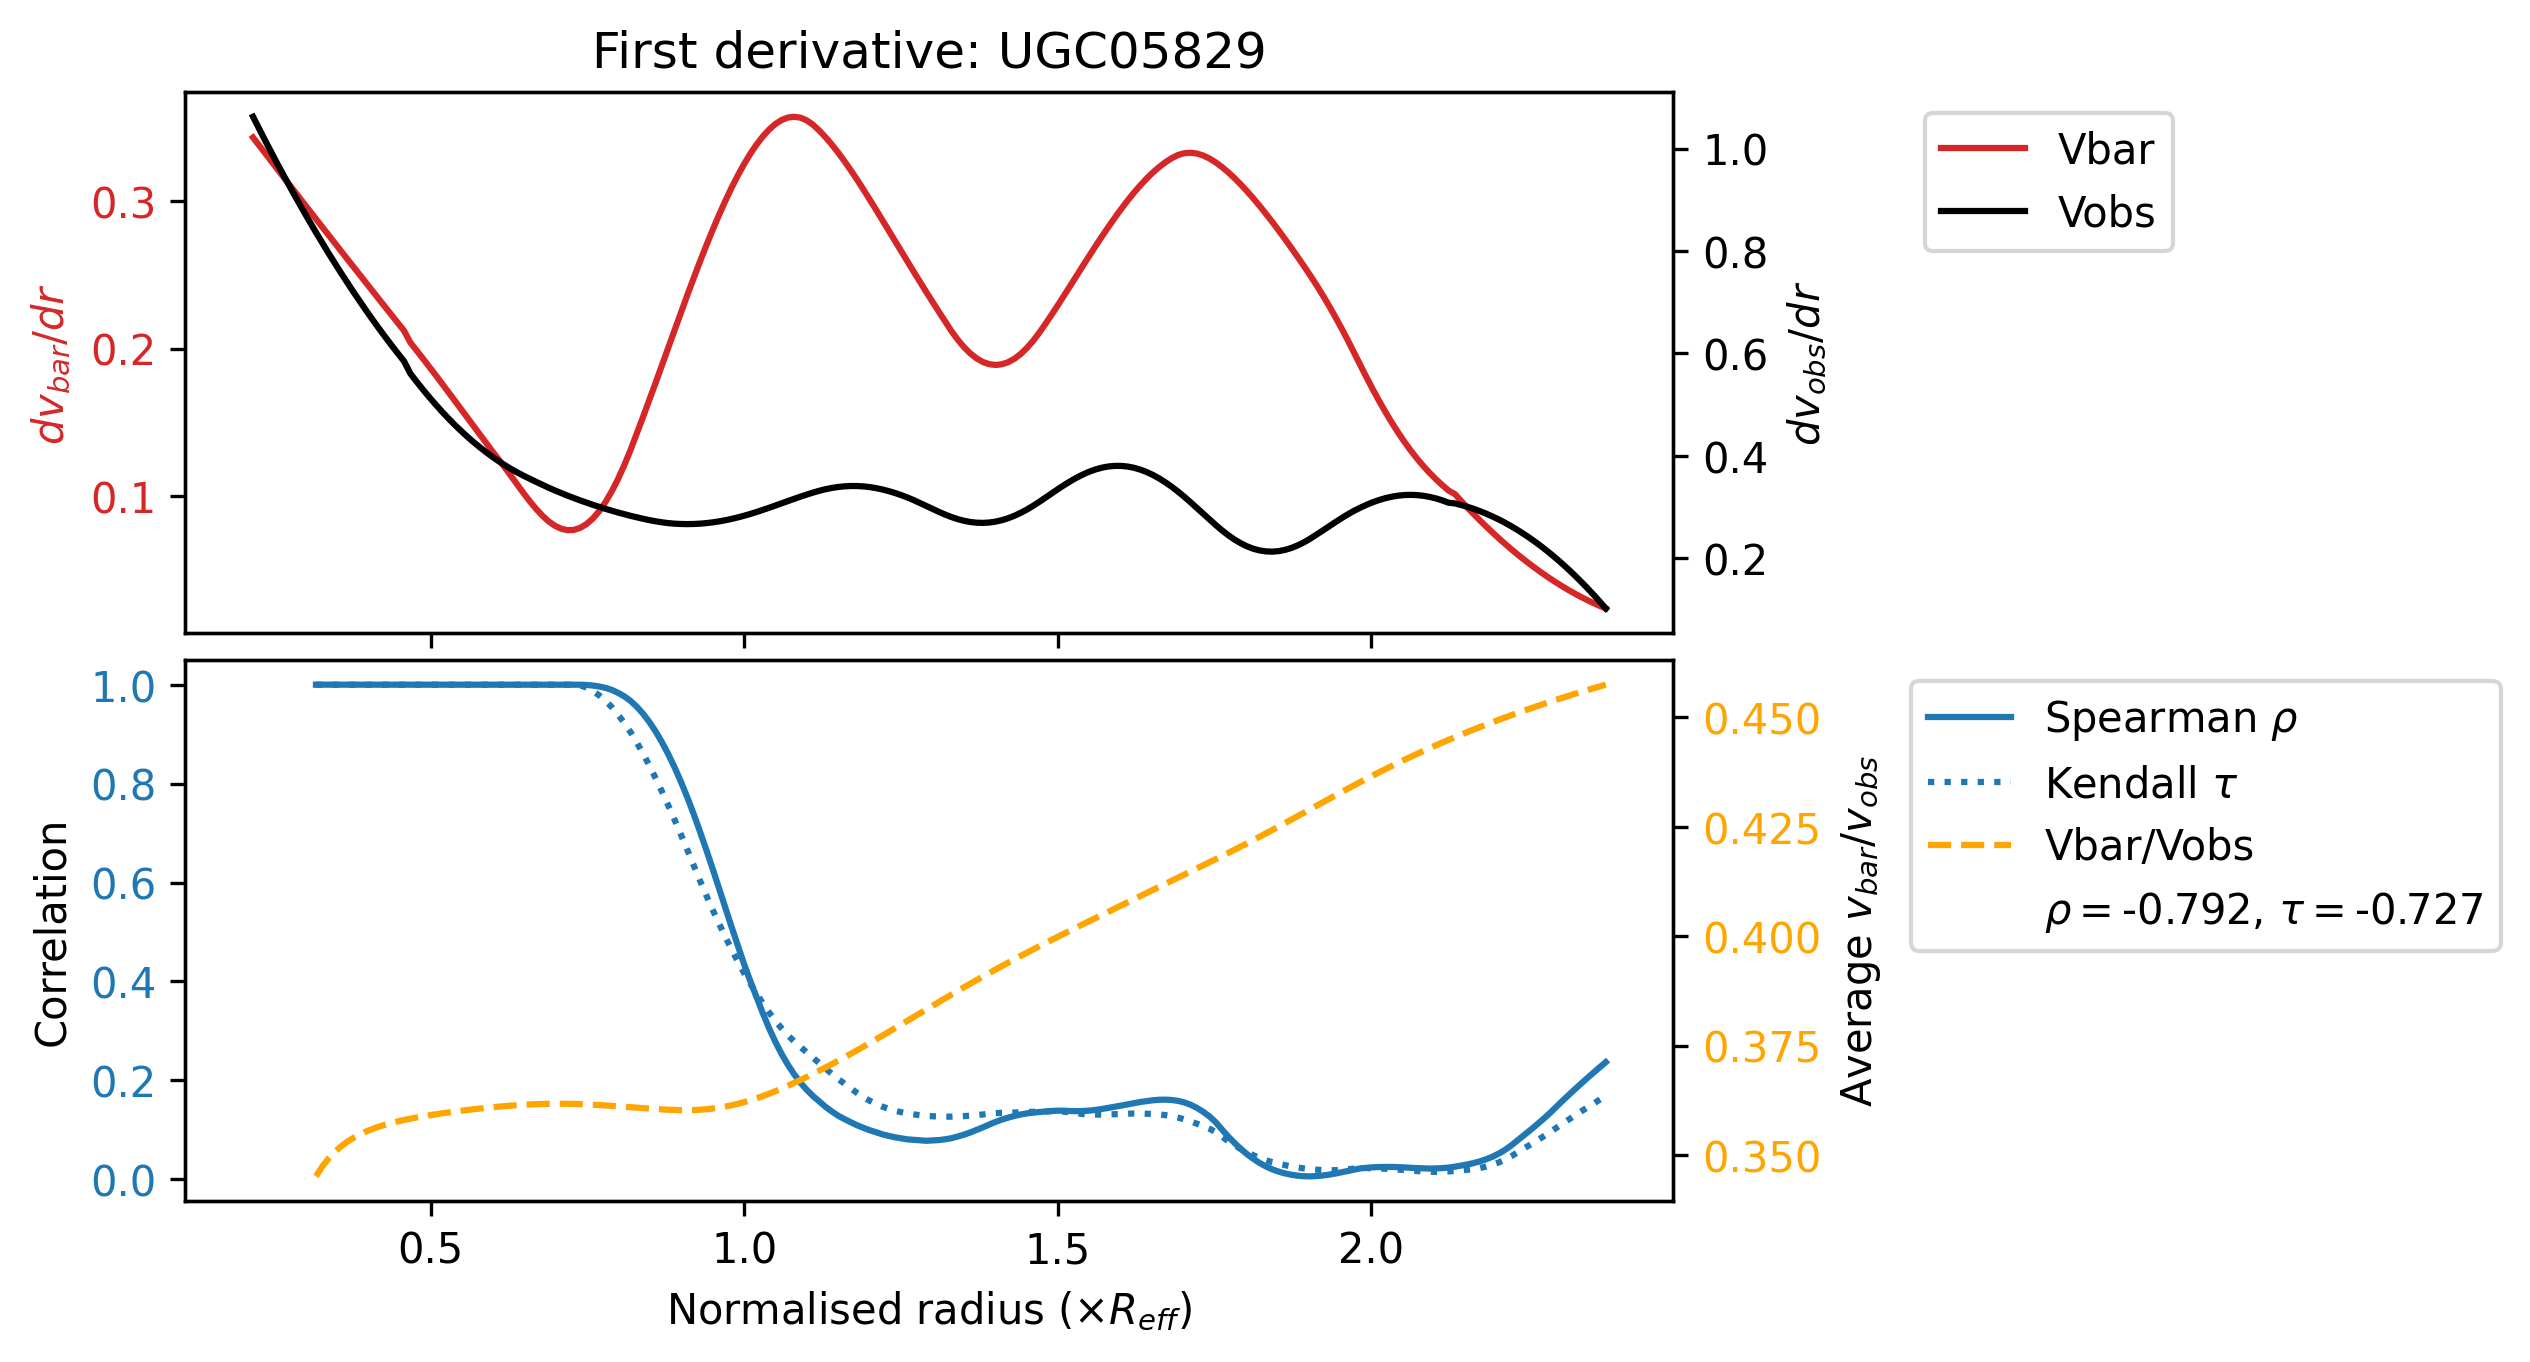 First derivative: UGC05829
dv_bar/dr
0.3
0.2
0.1
1.0
0.8
0.6
0.4
0.2
dv_obs/dr
Vbar
Vobs
Correlation
1.0
0.8
0.6
0.4
0.2
0.0
0.450
0.425
0.400
0.375
0.350
Average v_bar/v_obs
Spearman ρ
Kendall τ
Vbar/Vobs
ρ = -0.792, τ = -0.727
0.5 1.0 1.5 2.0
Normalised radius (×R_eff)